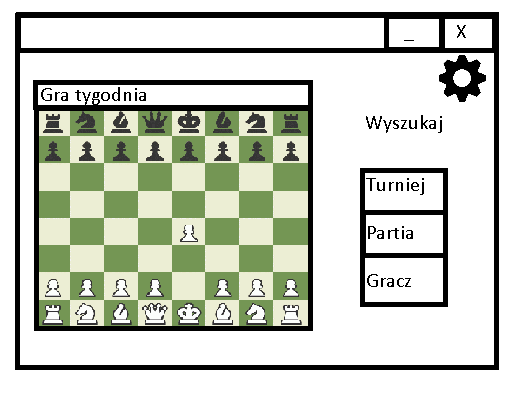 _ X
Gra tygodnia
Wyszukaj
Turniej
Partia
Gracz